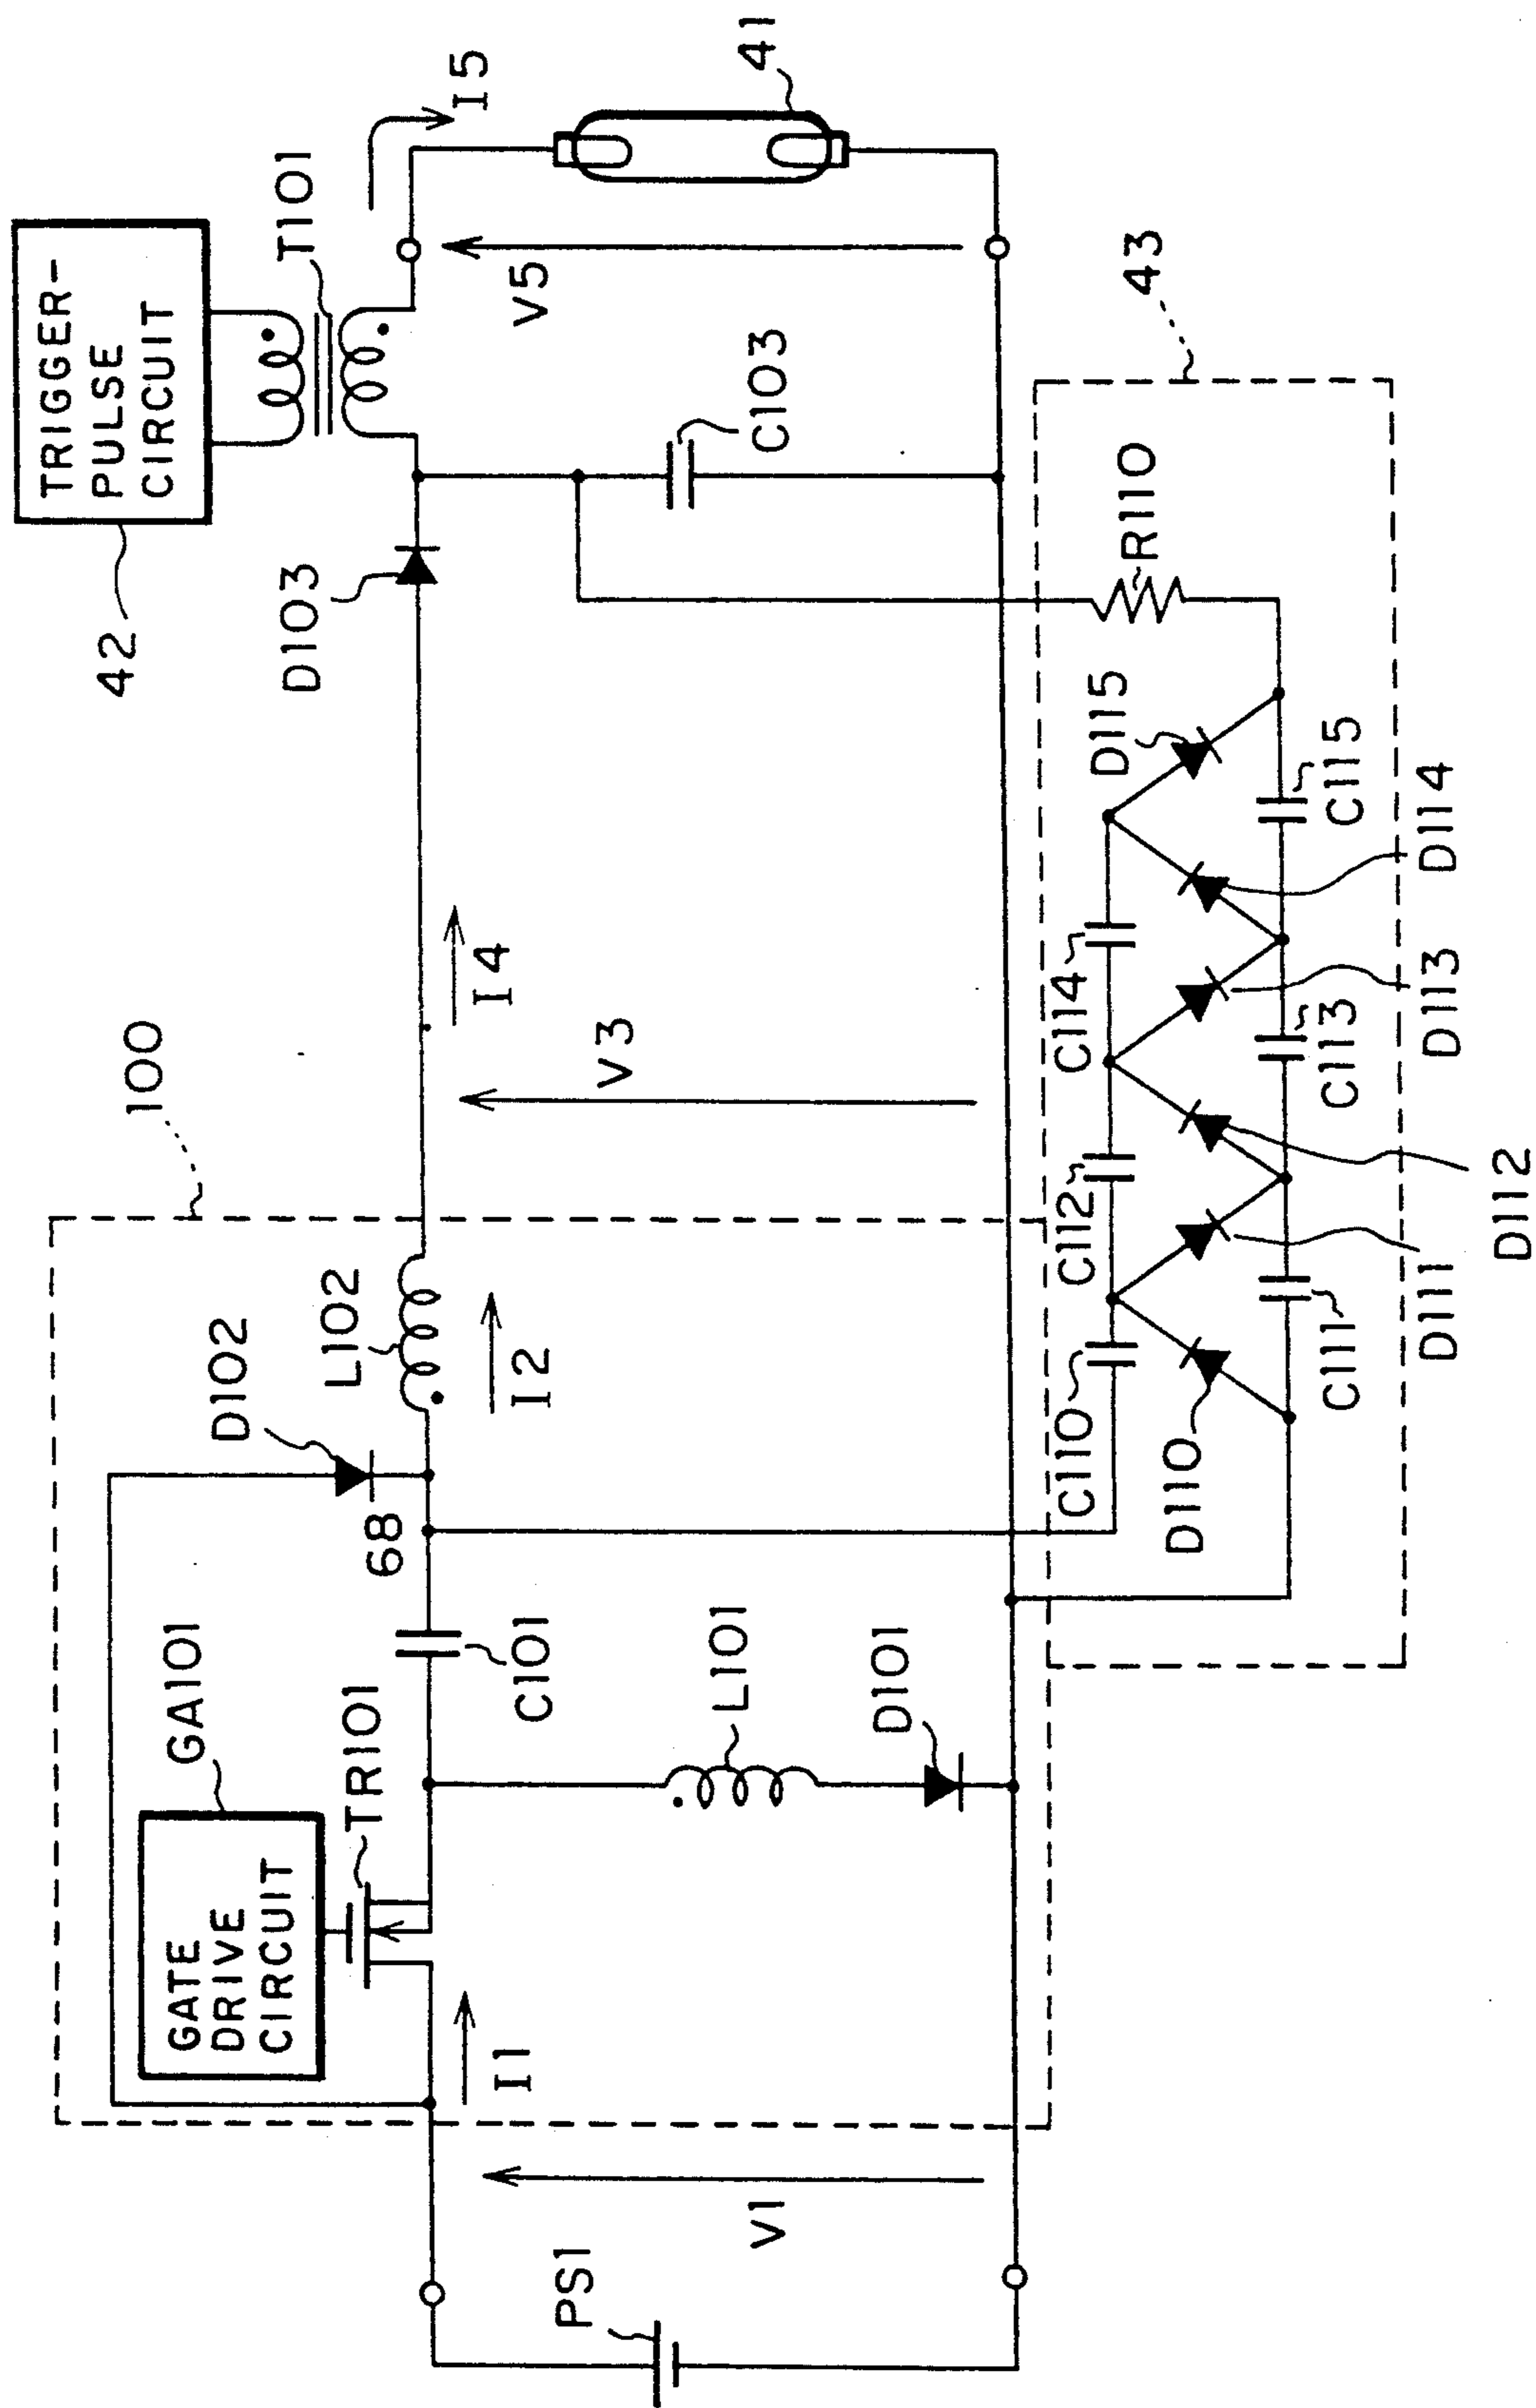 TRIGGER-
PULSE
CIRCUIT
42
T101
I5
41
D103
V5
C103
43
100
I4
V3
R110
D102
L102
I2
68
GA101
GATE
DRIVE
CIRCUIT
TR101
C101
L101
D101
I1
V1
PS1
C110
C112
C114
D115
D110
C111
C113
C115
D111
D112
D113
D114